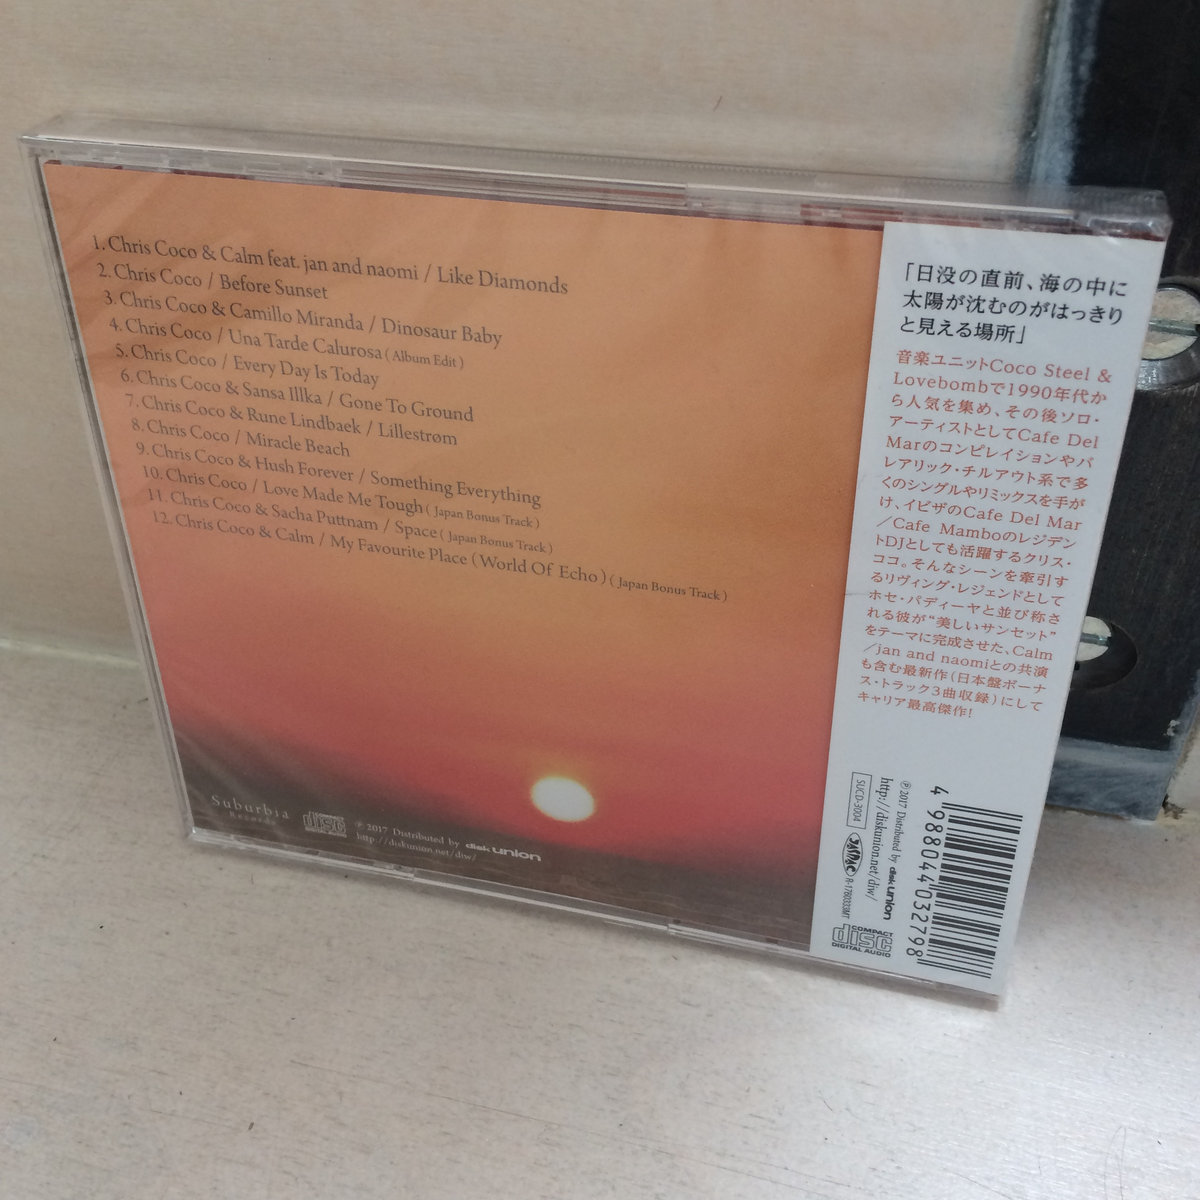 1. Chris Coco & Calm feat. jan and naomi / Like Diamonds
2. Chris Coco / Before Sunset
3. Chris Coco & Camillo Miranda / Dinosaur Baby
4. Chris Coco / Una Tarde Calurosa ( Album Edit )
5. Chris Coco / Every Day Is Today
6. Chris Coco & Sansa Illka / Gone To Ground
7. Chris Coco & Rune Lindbaek / Lillestrøm
8. Chris Coco / Miracle Beach
9. Chris Coco & Hush Forever / Something Everything
10. Chris Coco / Love Made Me Tough ( Japan Bonus Track )
11. Chris Coco & Sacha Puttnam / Space ( Japan Bonus Track )
12. Chris Coco & Calm / My Favourite Place ( World Of Echo ) ( Japan Bonus Track )
Suburbia
Records
disc
℗ 2017 Distributed by disk union
http://diskunion.net/diw/
「日没の直前、海の中に
太陽が沈むのがはっきり
と見える場所」
音楽ユニットCoco Steel &
Lovebombで1990年代か
ら人気を集め、その後ソロ・
アーティストとしてCafe Del
Marのコンピレイションやバ
レアリック・チルアウト系で多
くのシングルやリミックスを手が
け、イビザのCafe Del Mar
/Cafe Mamboのレジデン
トDJとしても活躍するクリス・
ココ。そんなシーンを牽引す
るリヴィング・レジェンドとして
ホセ・パディーヤと並び称さ
れる彼が“美しいサンセット”
をテーマに完成させた、Calm
/jan and naomiとの共演
も含む最新作(日本盤ボーナ
ス・トラック3曲収録)にして
キャリア最高傑作!
℗ 2017 Distributed by disk union
http://diskunion.net/diw/
SUCD-3004
JASRAC
R-1760333MT
COMPACT
disc
DIGITAL AUDIO
4 988044 032798